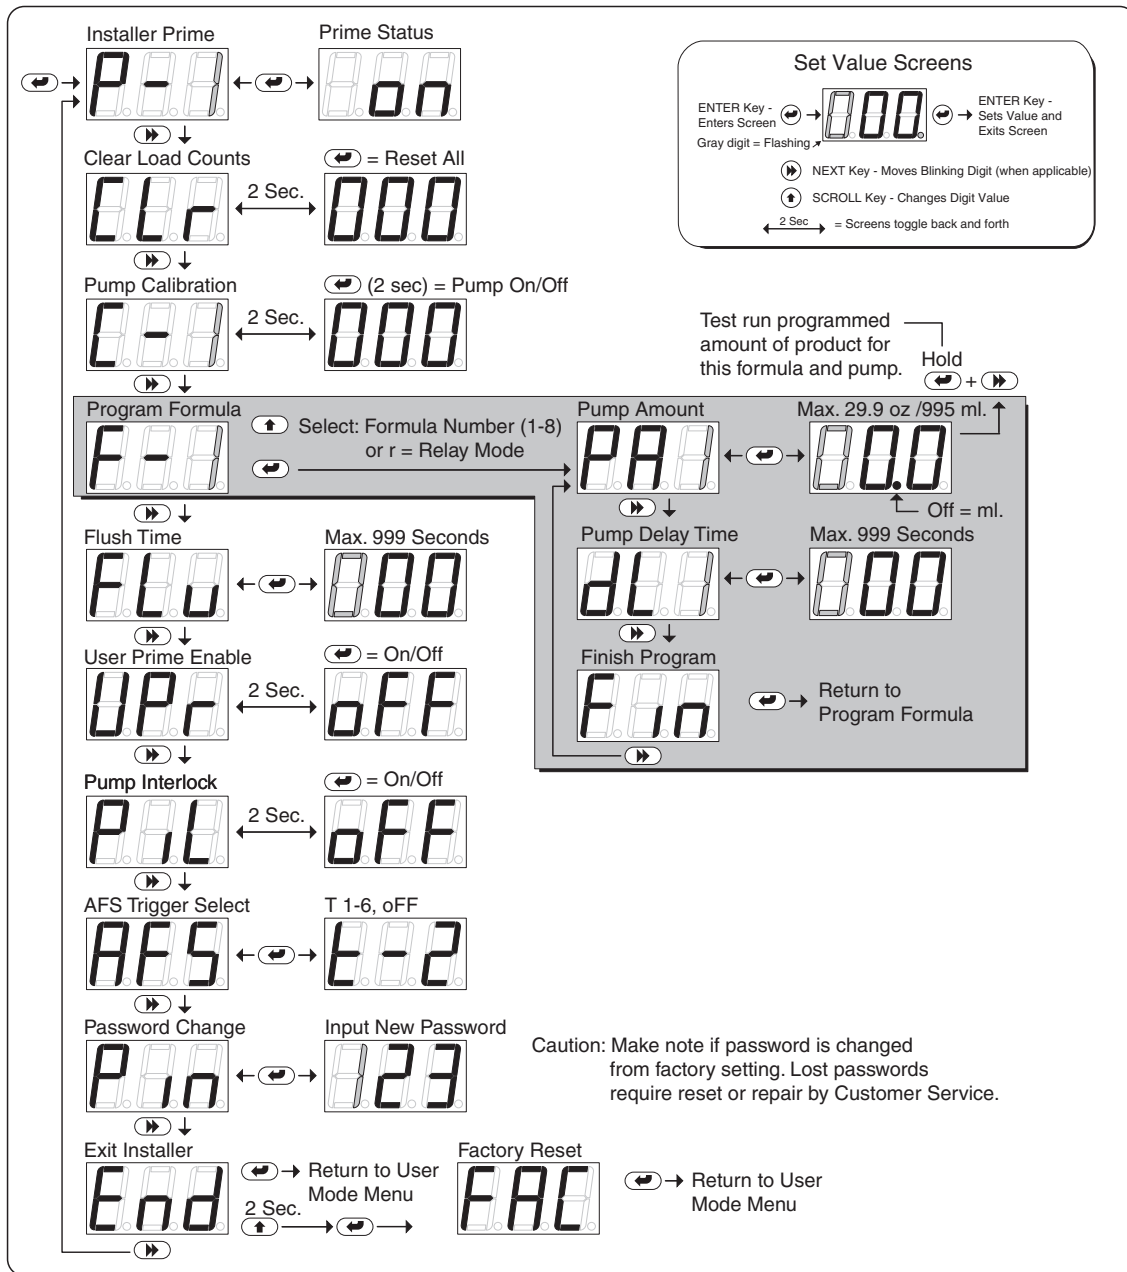 Installer Prime
P-1
Prime Status
on
Set Value Screens
ENTER Key -
Enters Screen
000.
ENTER Key -
Sets Value and
Exits Screen
Gray digit = Flashing
NEXT Key - Moves Blinking Digit (when applicable)
SCROLL Key - Changes Digit Value
2 Sec
= Screens toggle back and forth
Clear Load Counts
CLr
2 Sec.
= Reset All
000
Pump Calibration
C-1
2 Sec.
(2 sec) = Pump On/Off
000
Test run programmed
amount of product for
this formula and pump.
Hold
+
Program Formula
F-1
Select: Formula Number (1-8)
or r = Relay Mode
Pump Amount
PA1
Max. 29.9 oz /995 ml.
00.0
Off = ml.
Pump Delay Time
dL1
Max. 999 Seconds
000
Finish Program
Fin
Return to
Program Formula
Flush Time
FLu
Max. 999 Seconds
000
User Prime Enable
UPr
2 Sec.
= On/Off
oFF
Pump Interlock
PiL
2 Sec.
= On/Off
oFF
AFS Trigger Select
AFS
T 1-6, oFF
t-2
Password Change
Pin
Input New Password
123
Caution: Make note if password is changed
from factory setting. Lost passwords
require reset or repair by Customer Service.
Exit Installer
End
Return to User
Mode Menu
2 Sec.
Factory Reset
FAC
Return to User
Mode Menu